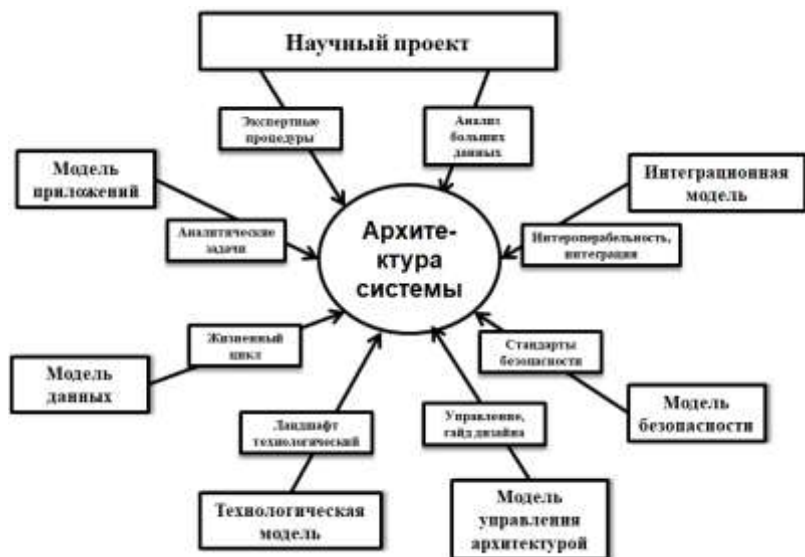 Научный проект
Экспертные
процедуры
Анализ
больших
данных
Модель
приложений
Интеграционная
модель
Аналитические
задачи
Архите-
ктура
системы
Интероперабельность,
интеграция
Жизненный
цикл
Стандарты
безопасности
Модель
данных
Модель
безопасности
Ландшафт
технологический
Управление,
гайд дизайна
Технологическая
модель
Модель
управления
архитектурой